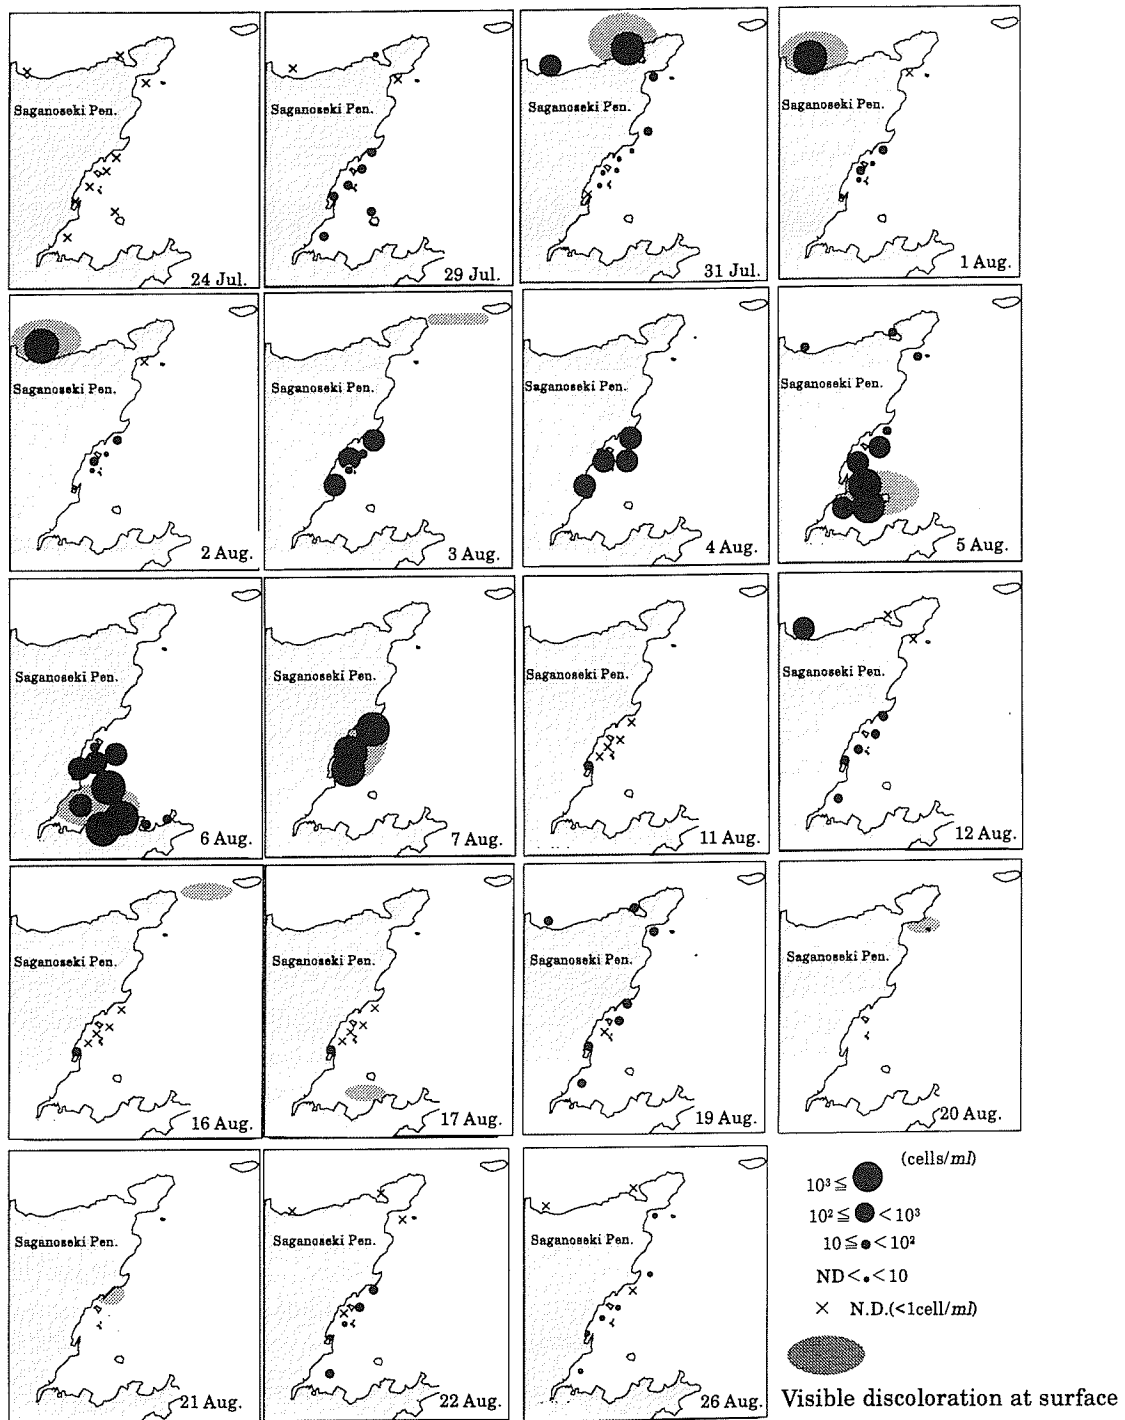 Saganoseki Pen.
24 Jul.
Saganoseki Pen.
29 Jul.
Saganoseki Pen.
31 Jul.
Saganoseki Pen.
1 Aug.
Saganoseki Pen.
2 Aug.
Saganoseki Pen.
3 Aug.
Saganoseki Pen.
4 Aug.
Saganoseki Pen.
5 Aug.
Saganoseki Pen.
6 Aug.
Saganoseki Pen.
7 Aug.
Saganoseki Pen.
11 Aug.
Saganoseki Pen.
12 Aug.
Saganoseki Pen.
16 Aug.
Saganoseki Pen.
17 Aug.
Saganoseki Pen.
19 Aug.
Saganoseki Pen.
20 Aug.
Saganoseki Pen.
21 Aug.
Saganoseki Pen.
22 Aug.
Saganoseki Pen.
26 Aug.
(cells/ml)
10³ ≦
10² ≦ < 10³
10 ≦ < 10²
ND < < 10
× N.D.(<1cell/ml)
Visible discoloration at surface